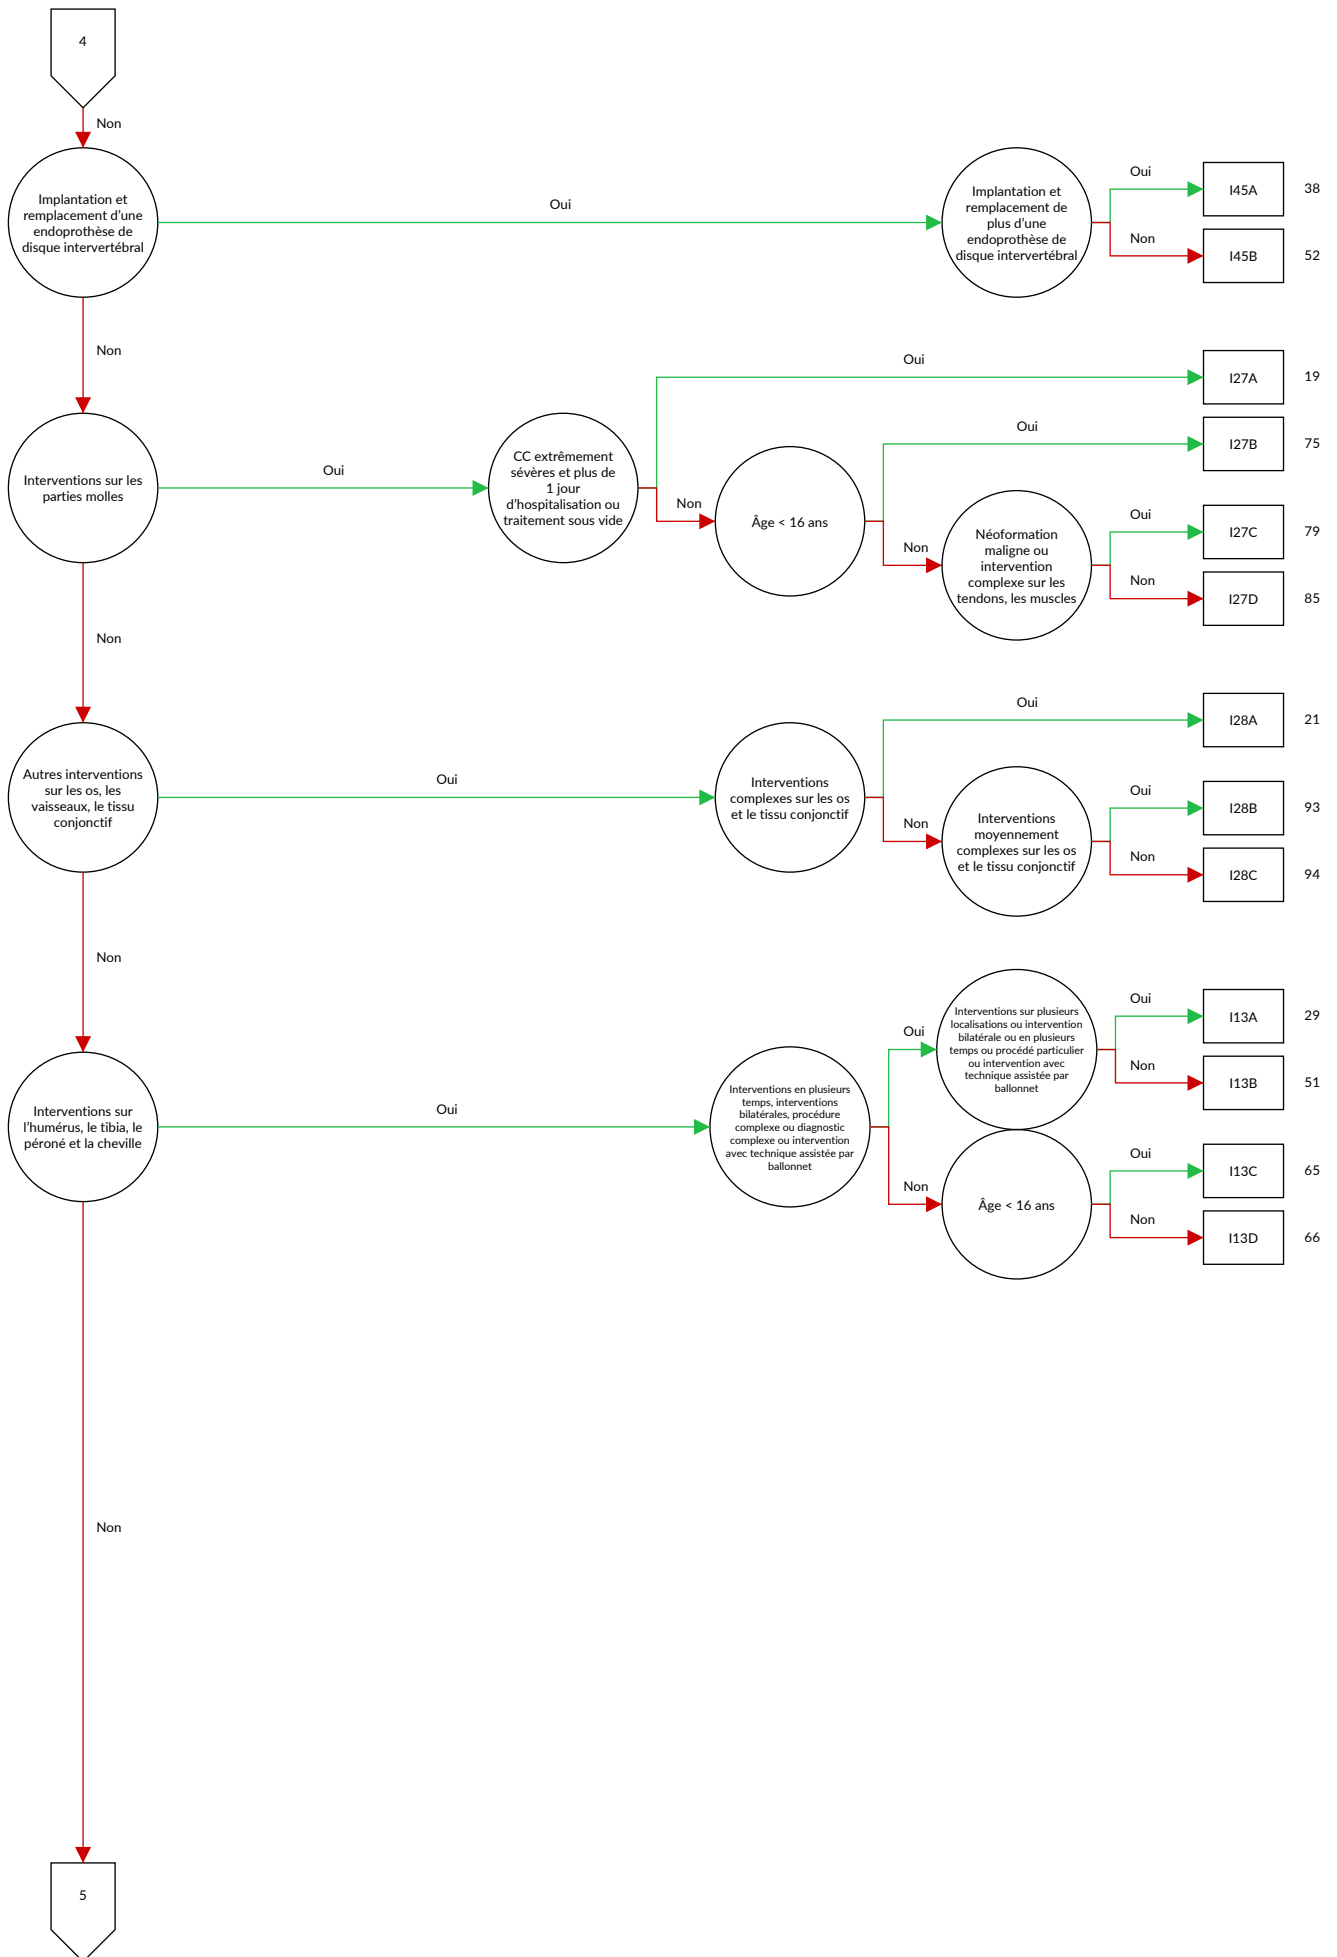 4
Non
Implantation et
remplacement d'une
endoprothèse de
disque intervertébral
Oui
Implantation et
remplacement de
plus d'une
endoprothèse de
disque intervertébral
Oui
I45A
38
Non
I45B
52
Non
Interventions sur les
parties molles
Oui
CC extrêmement
sévères et plus de
1 jour
d'hospitalisation ou
traitement sous vide
Oui
I27A
19
Non
Âge < 16 ans
Oui
I27B
75
Non
Néoformation
maligne ou
intervention
complexe sur les
tendons, les muscles
Oui
I27C
79
Non
I27D
85
Non
Autres interventions
sur les os, les
vaisseaux, le tissu
conjonctif
Oui
Interventions
complexes sur les os
et le tissu conjonctif
Oui
I28A
21
Non
Interventions
moyennement
complexes sur les os
et le tissu conjonctif
Oui
I28B
93
Non
I28C
94
Non
Interventions sur
l'humérus, le tibia, le
péroné et la cheville
Oui
Interventions en plusieurs
temps, interventions
bilatérales, procédure
complexe ou diagnostic
complexe ou intervention
avec technique assistée par
ballonnet
Oui
Interventions sur plusieurs
localisations ou intervention
bilatérale ou en plusieurs
temps ou procédé particulier
ou intervention avec
technique assistée par
ballonnet
Oui
I13A
29
Non
I13B
51
Non
Âge < 16 ans
Oui
I13C
65
Non
I13D
66
Non
5